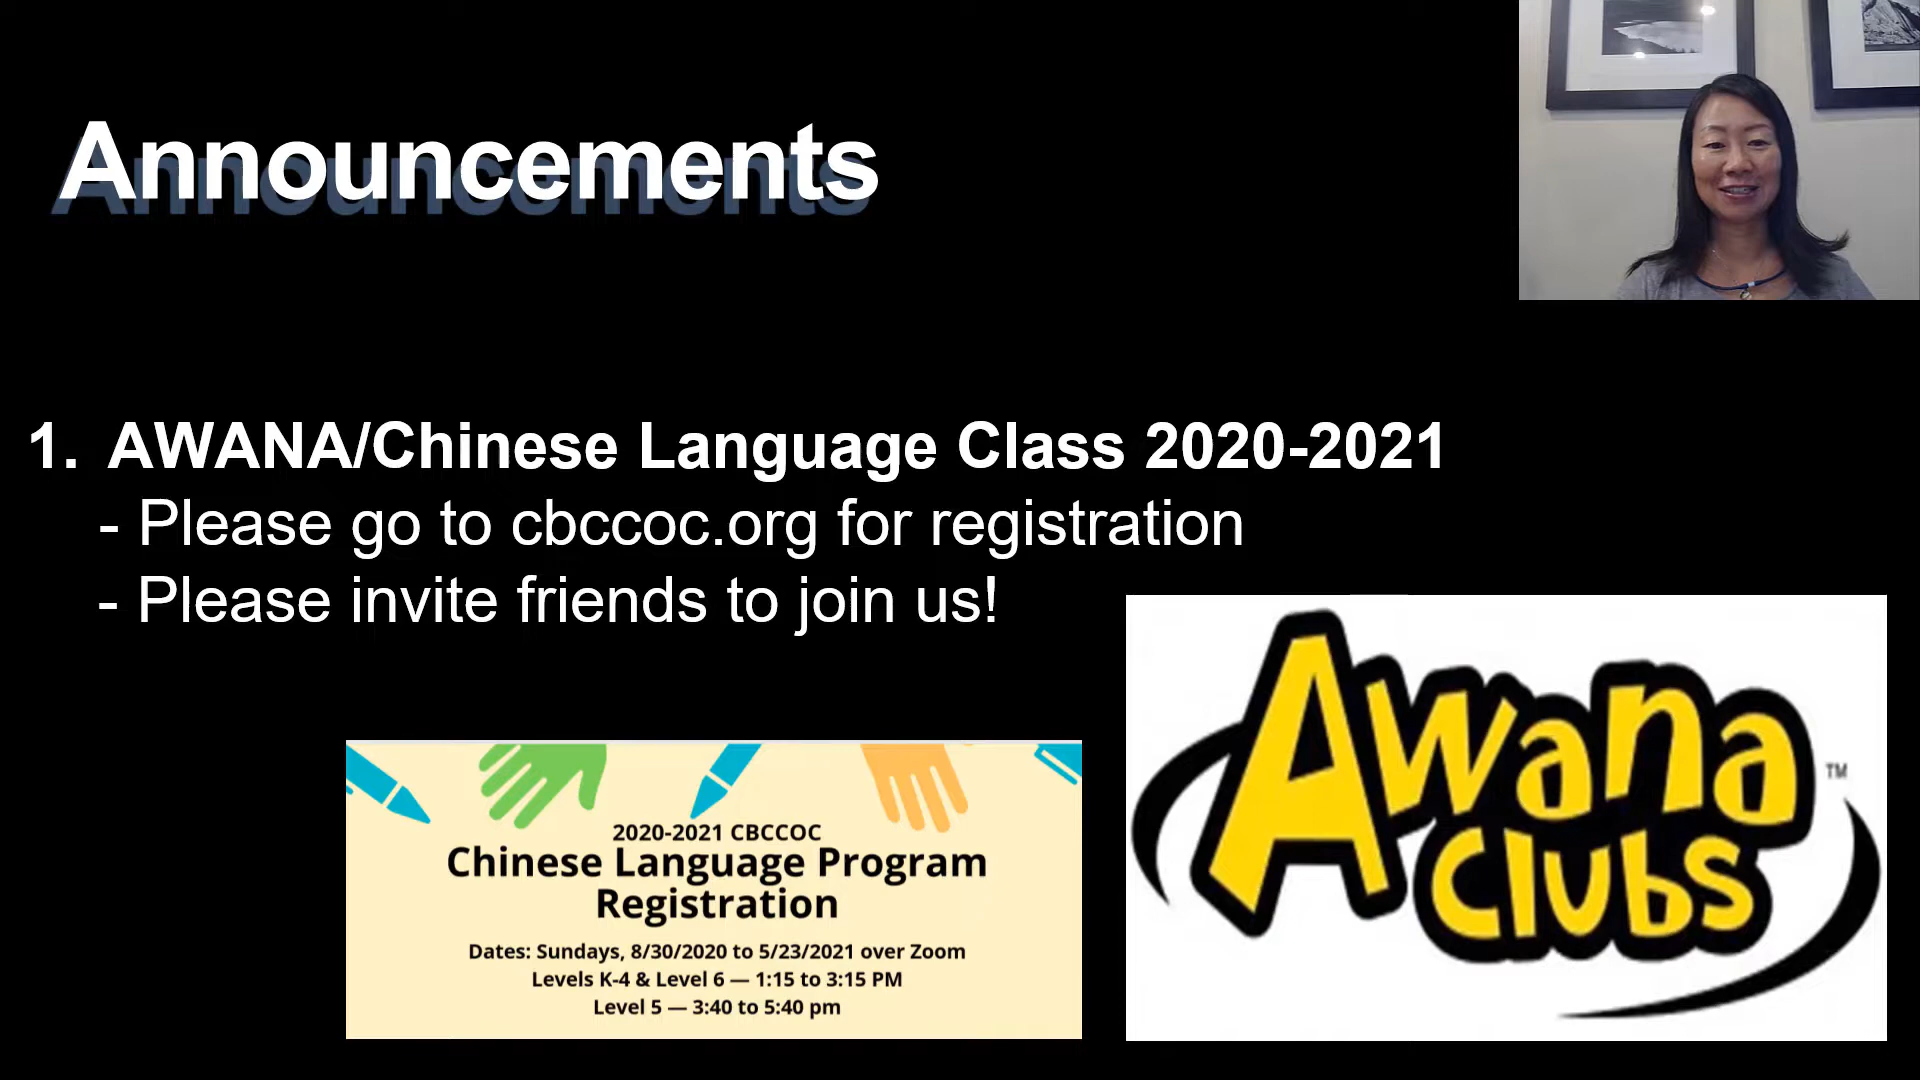 Announcements
1. AWANA/Chinese Language Class 2020-2021
- Please go to cbccoc.org for registration
- Please invite friends to join us!
2020-2021 CBCCOC
Chinese Language Program
Registration
Dates: Sundays, 8/30/2020 to 5/23/2021 over Zoom
Levels K-4 & Level 6 — 1:15 to 3:15 PM
Level 5 — 3:40 to 5:40 pm
Awana
Clubs
TM